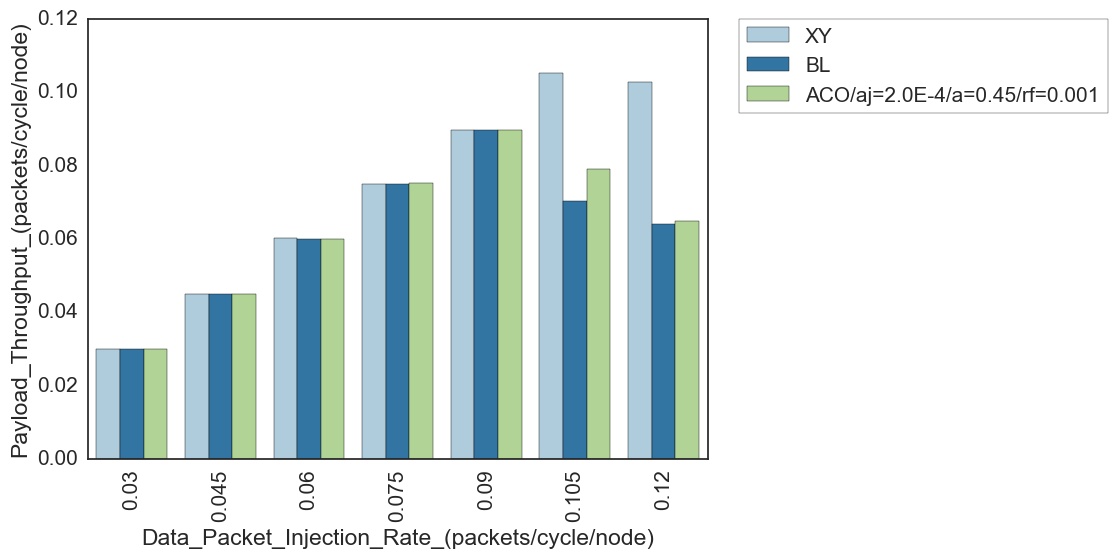 0.12
0.10
0.08
0.06
0.04
0.02
0.00
Payload_Throughput_(packets/cycle/node)
0.03
0.045
0.06
0.075
0.09
0.105
0.12
Data_Packet_Injection_Rate_(packets/cycle/node)
XY
BL
ACO/aj=2.0E-4/a=0.45/rf=0.001